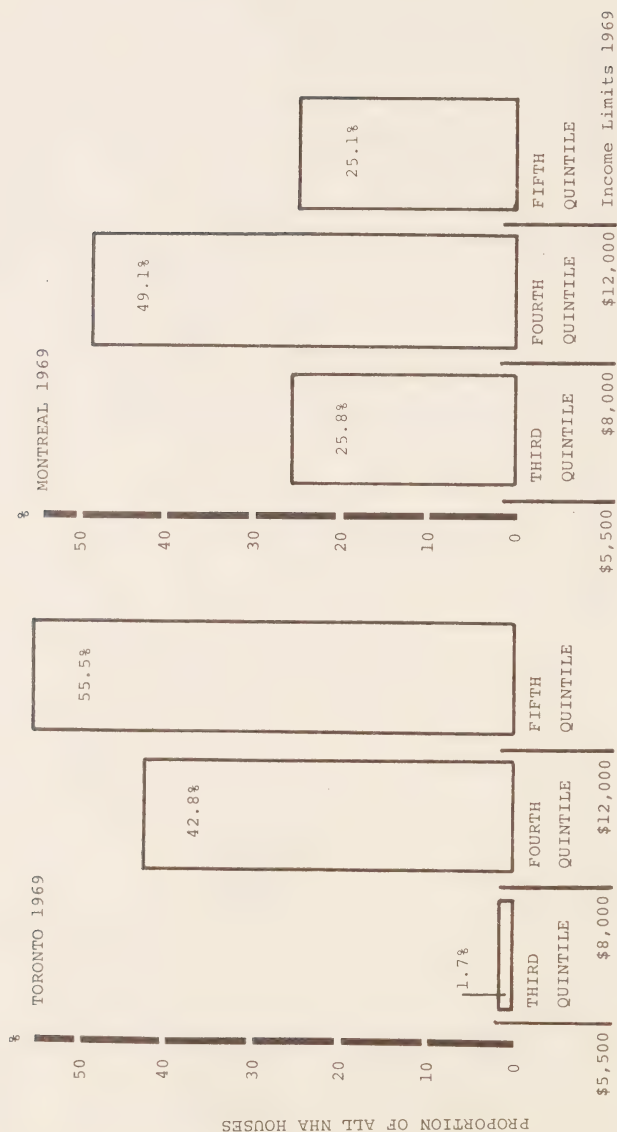 PROPORTION OF ALL NHA HOUSES
%
TORONTO 1969
50
40
30
20
10
0
1.7%
42.8%
55.5%
THIRD
QUINTILE
FOURTH
QUINTILE
FIFTH
QUINTILE
$5,500
$8,000
$12,000
%
MONTREAL 1969
50
40
30
20
10
0
25.8%
49.1%
25.1%
THIRD
QUINTILE
FOURTH
QUINTILE
FIFTH
QUINTILE
$5,500
$8,000
$12,000
Income Limits 1969